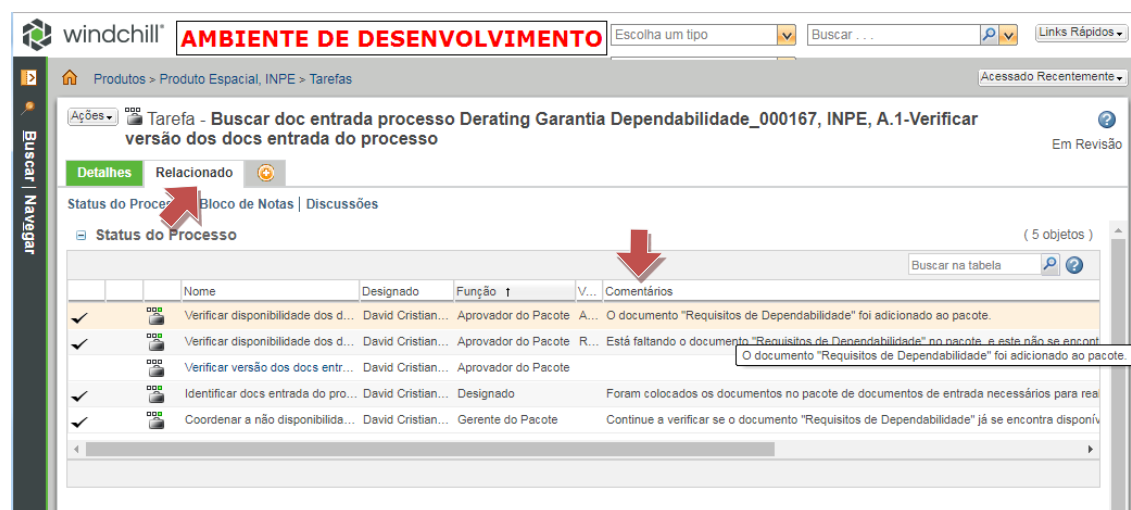 windchill AMBIENTE DE DESENVOLVIMENTO Escolha um tipo Buscar . . . Links Rápidos
Produtos > Produto Espacial, INPE > Tarefas Acessado Recentemente
Buscar | Navegar
Ações Tarefa - Buscar doc entrada processo Derating Garantia Dependabilidade_000167, INPE, A.1-Verificar
versão dos docs entrada do processo
Em Revisão
Detalhes Relacionado
Status do Proces Bloco de Notas | Discussões
Status do Processo ( 5 objetos )
Buscar na tabela
Nome Designado Função ↑ V... Comentários
Verificar disponibilidade dos d... David Cristian... Aprovador do Pacote A... O documento "Requisitos de Dependabilidade" foi adicionado ao pacote.
Verificar disponibilidade dos d... David Cristian... Aprovador do Pacote R... Está faltando o documento "Requisitos de Dependabilidade" no pacote, e este não se encont
O documento "Requisitos de Dependabilidade" foi adicionado ao pacote.
Verificar versão dos docs entr... David Cristian... Aprovador do Pacote
Identificar docs entrada do pro... David Cristian... Designado Foram colocados os documentos no pacote de documentos de entrada necessários para real
Coordenar a não disponibilida... David Cristian... Gerente do Pacote Continue a verificar se o documento "Requisitos de Dependabilidade" já se encontra disponív